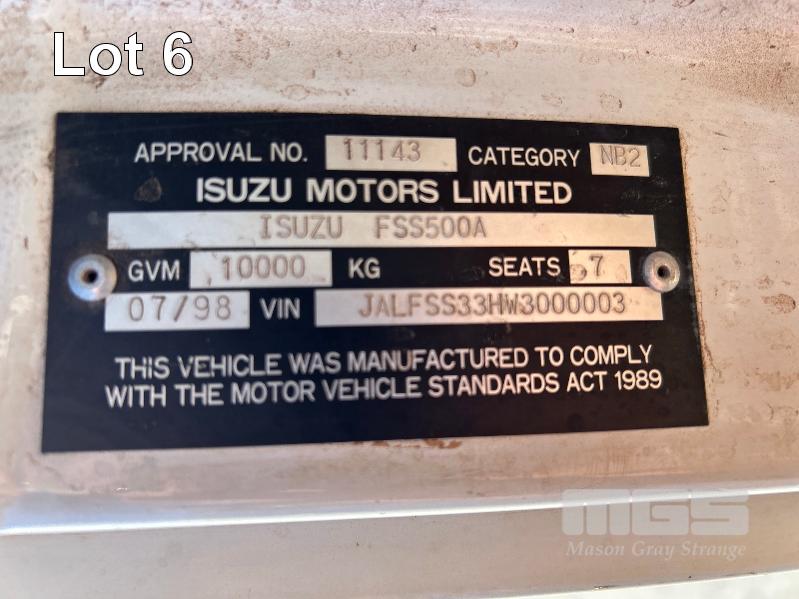 Lot 6
APPROVAL NO. 11143 CATEGORY NB2
ISUZU MOTORS LIMITED
ISUZU FSS500A
GVM 10000 KG SEATS 7
07/98 VIN JALFSS33HW3000003
THIS VEHICLE WAS MANUFACTURED TO COMPLY
WITH THE MOTOR VEHICLE STANDARDS ACT 1989
MGS
Mason Gray Strange